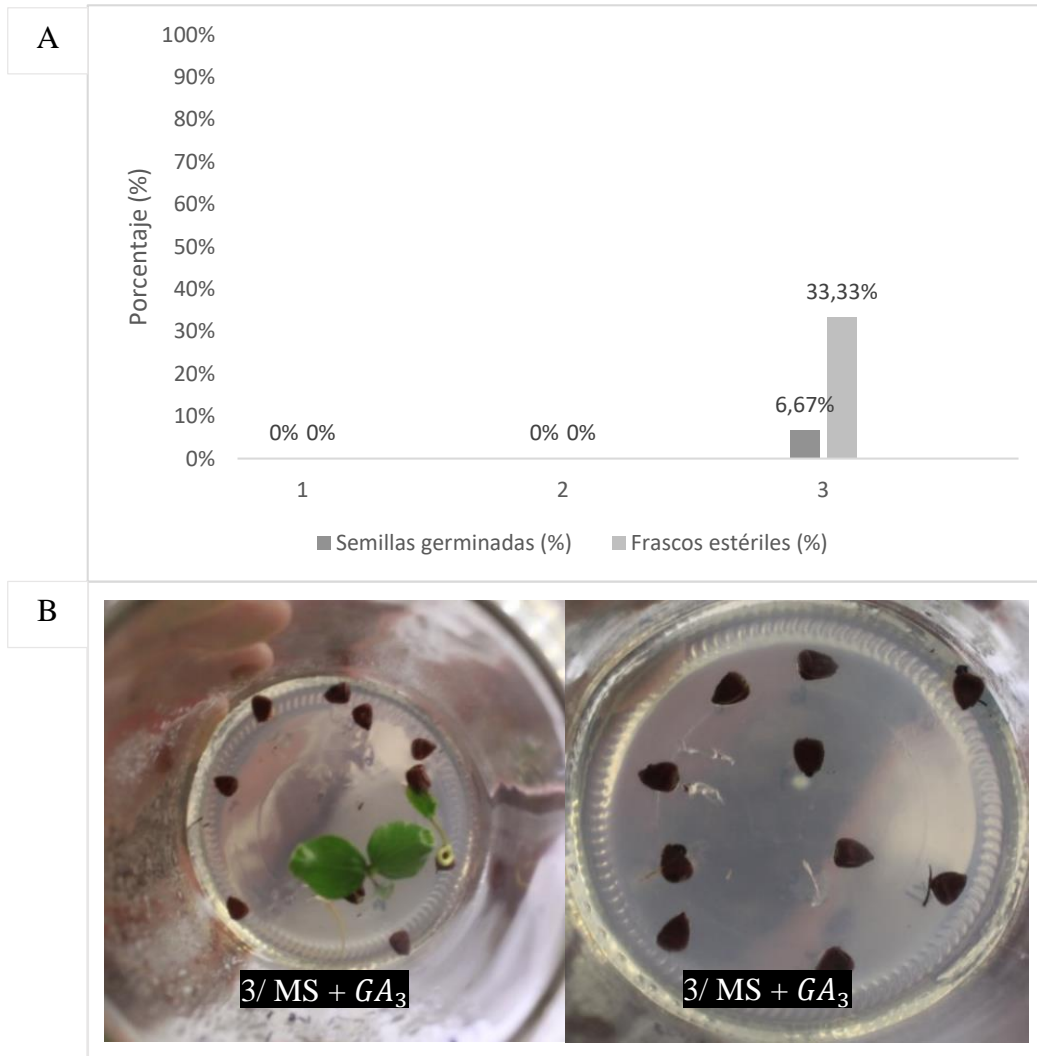 A
100%
90%
80%
70%
60%
50%
40%
30%
20%
10%
0%
Porcentaje (%)
0% 0%
0% 0%
6,67%
33,33%
1
2
3
Semillas germinadas (%)
Frascos estériles (%)
B
3/ MS + GA₃
3/ MS + GA₃